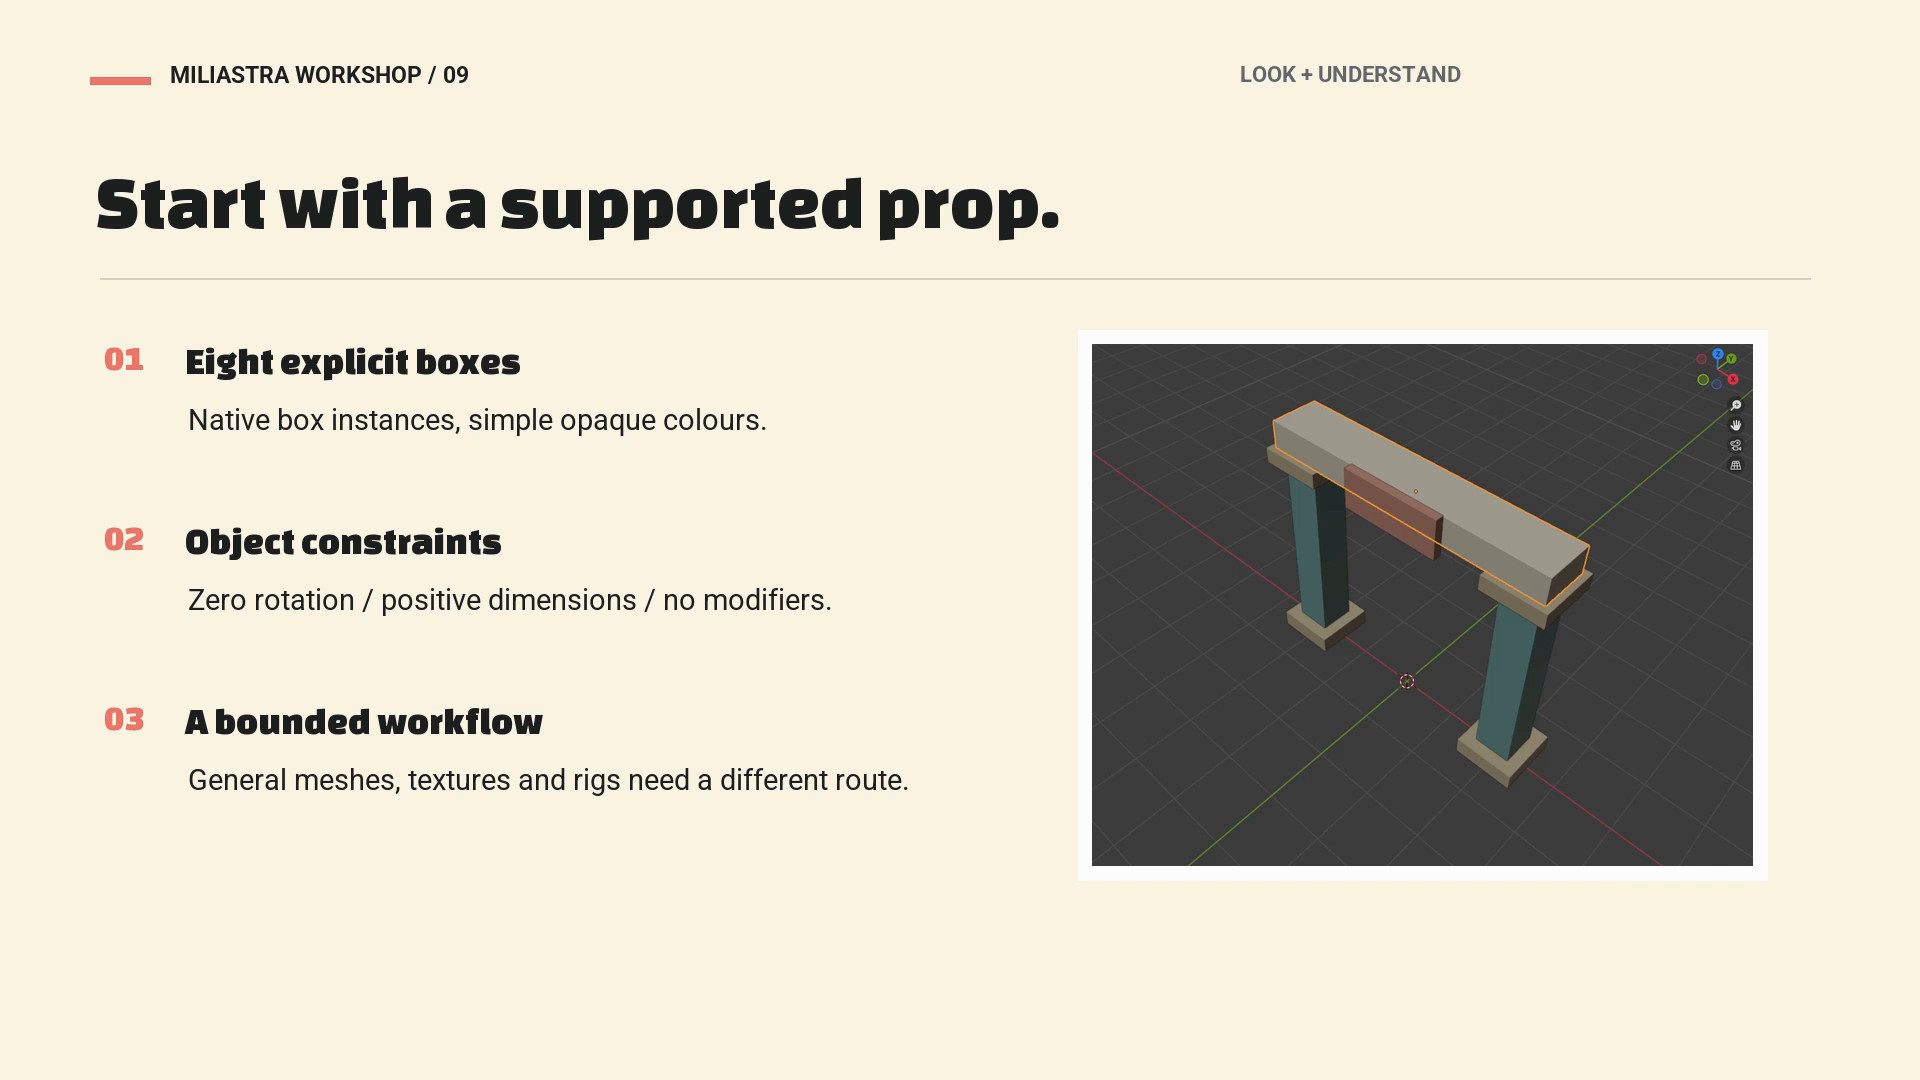 MILIASTRA WORKSHOP / 09
LOOK + UNDERSTAND
Start with a supported prop.
01 Eight explicit boxes
Native box instances, simple opaque colours.
02 Object constraints
Zero rotation / positive dimensions / no modifiers.
03 A bounded workflow
General meshes, textures and rigs need a different route.
Z
Y
X